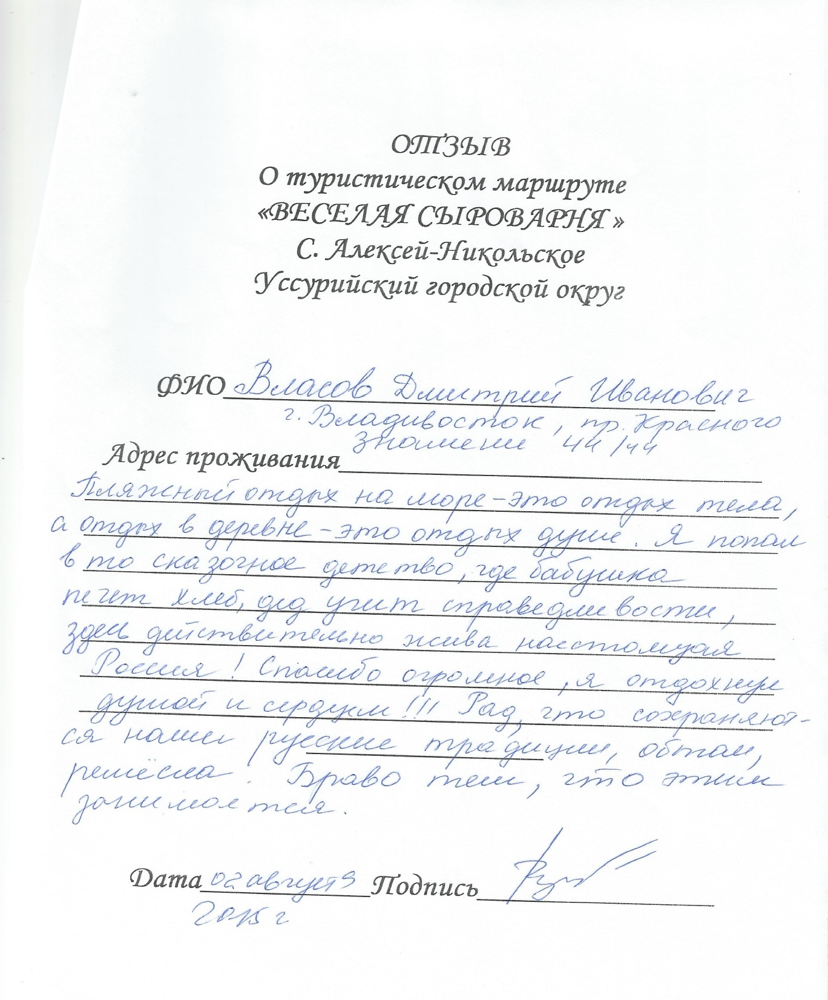 ОТЗЫВ
О туристическом маршруте
«ВЕСЕЛАЯ СЫРОВАРНЯ»
С. Алексей-Никольское
Уссурийский городской округ
ФИО Власов Дмитрий Иванович
г. Владивосток, пр. Красного
знамени 44/44
Адрес проживания
Пляжный отдых на море-это отдых тела,
а отдых в деревне-это отдых души. Я попал
в то сказочное детство, где бабушка
печет хлеб, дед учит справедливости,
здесь действительно жива настоящая
Россия! Спасибо огромное, я отдохнул
душой и сердцем!!! Рад, что сохраняют-
ся наши русские традиции, обычаи,
ремёсла. Браво тем, что этим
занимается.
Дата 02 августа Подпись
2015 г